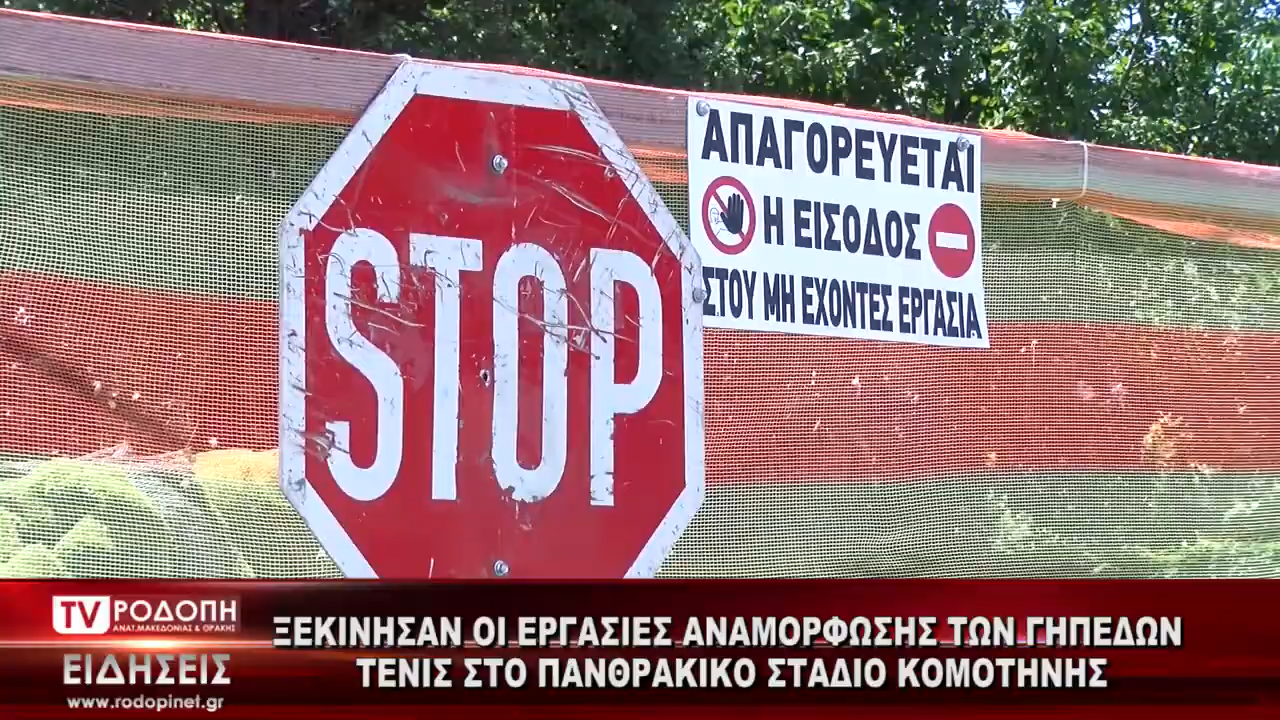 ΑΠΑΓΟΡΕΥΕΤΑΙ
Η ΕΙΣΟΔΟΣ
ΣΤΟΥ ΜΗ ΕΧΟΝΤΕΣ ΕΡΓΑΣΙΑ
STOP
TV ΡΟΔΟΠΗ
ΑΝΑΤ.ΜΑΚΕΔΟΝΙΑΣ & ΘΡΑΚΗΣ
ΕΙΔΗΣΕΙΣ
www.rodopinet.gr
ΞΕΚΙΝΗΣΑΝ ΟΙ ΕΡΓΑΣΙΕΣ ΑΝΑΜΟΡΦΩΣΗΣ ΤΩΝ ΓΗΠΕΔΩΝ
ΤΕΝΙΣ ΣΤΟ ΠΑΝΘΡΑΚΙΚΟ ΣΤΑΔΙΟ ΚΟΜΟΤΗΝΗΣ